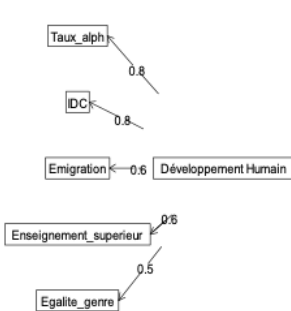 Taux_alph
0.8
IDC
0.8
Emigration
0.6
Développement Humain
0.6
Enseignement_superieur
0.5
Egalite_genre